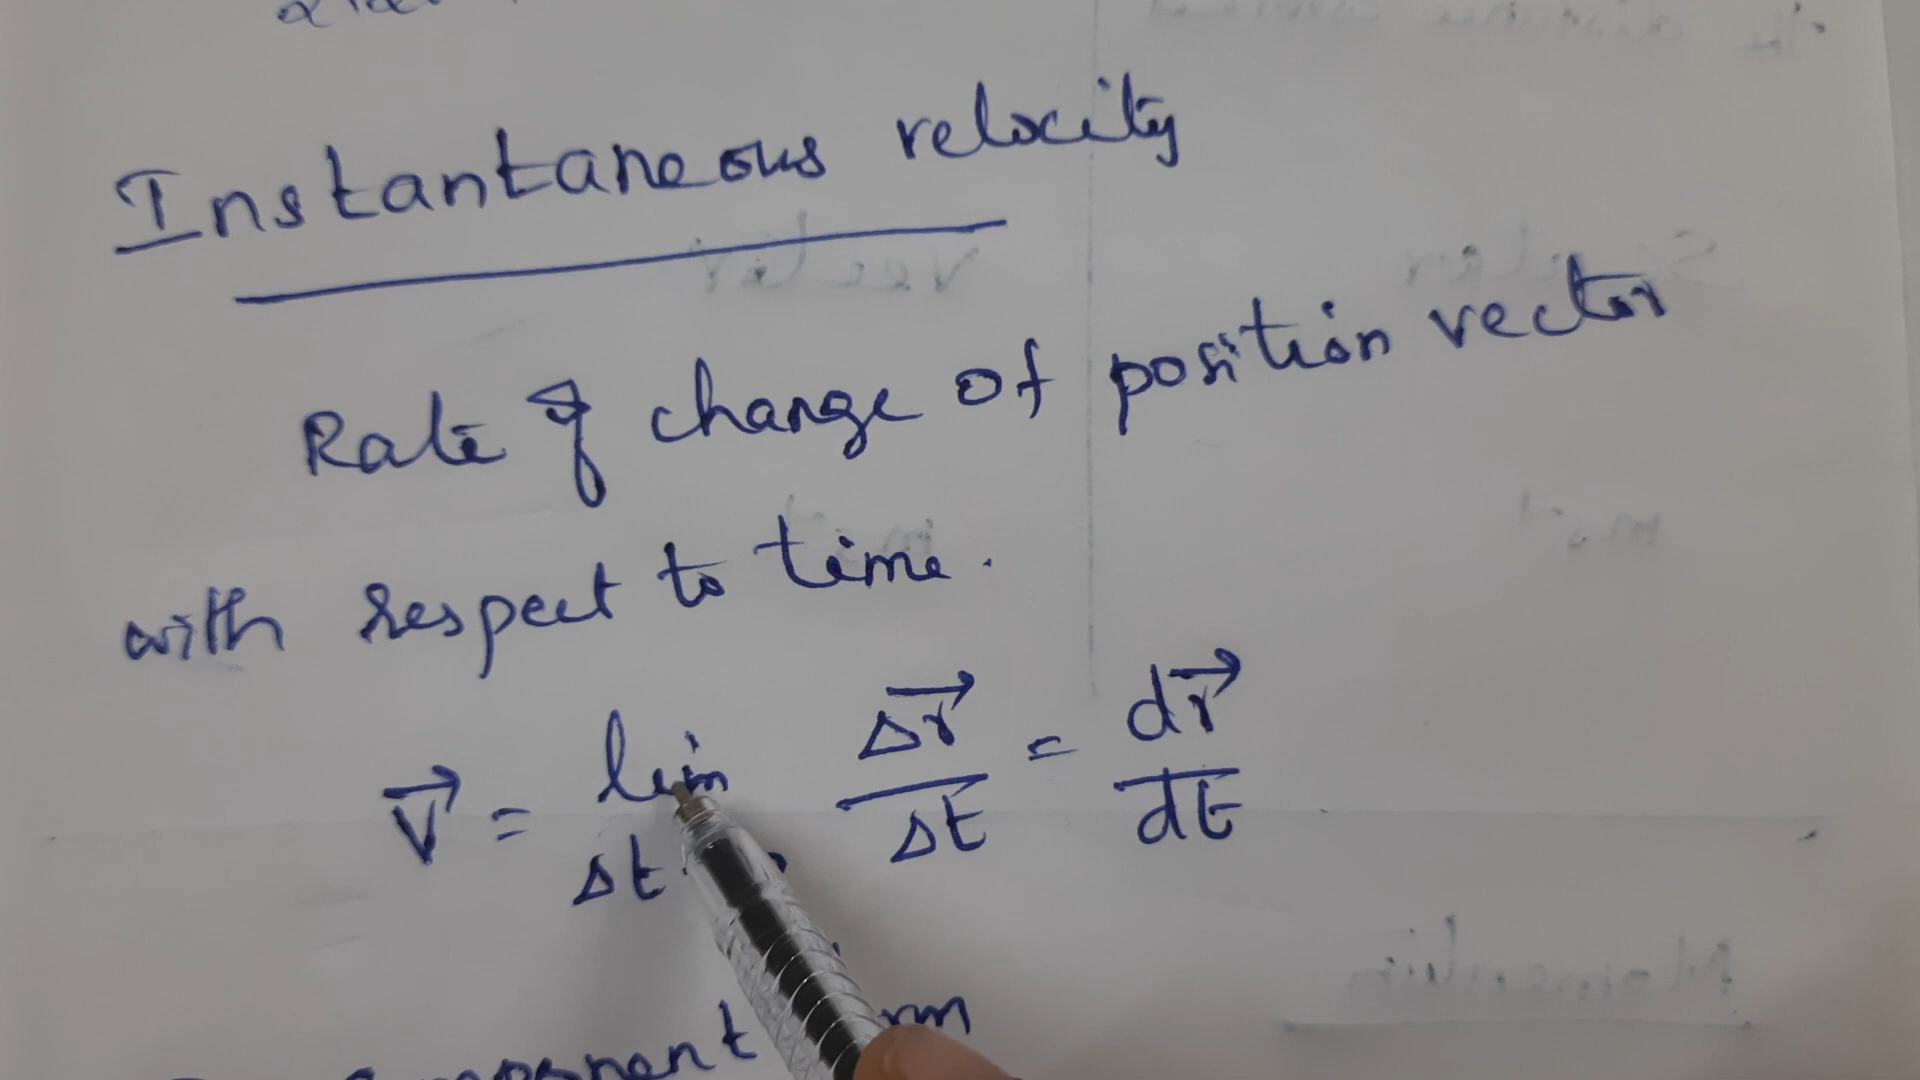 Instantaneous velocity
Rate of change of position vector
with respect to time.
v⃗ = lim Δt Δr⃗/Δt = dr⃗/dt